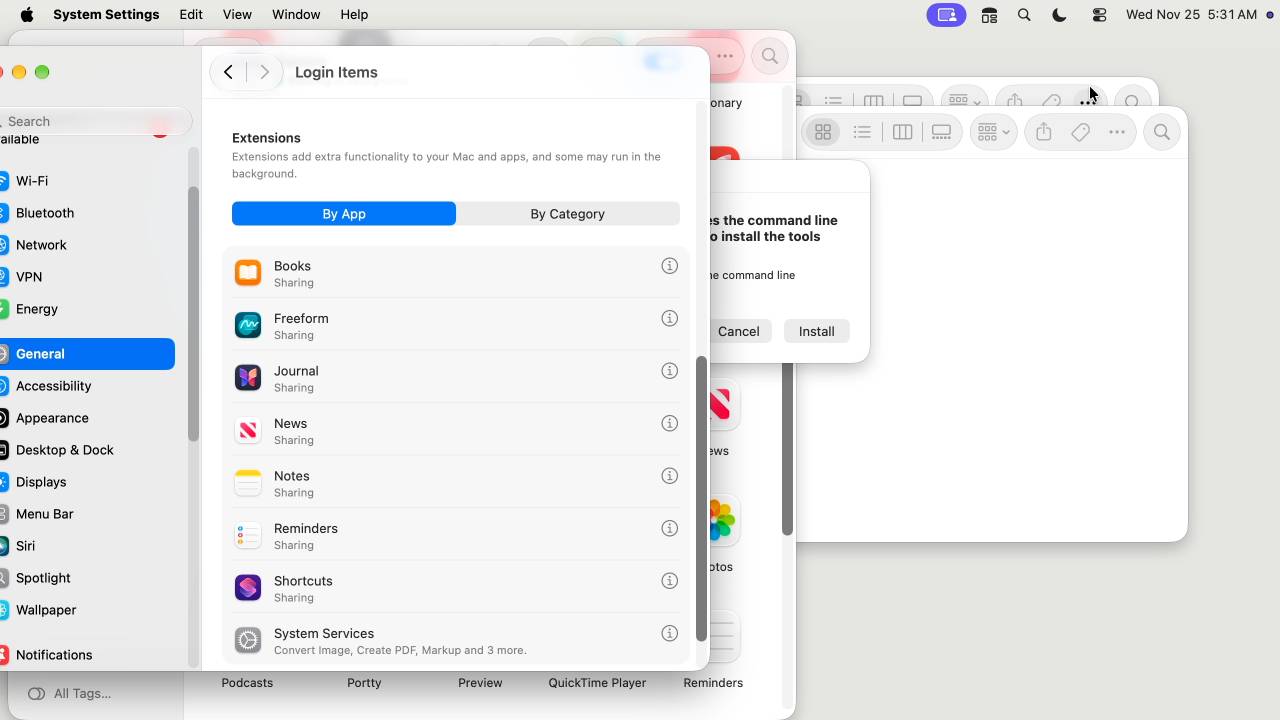 System Settings Edit View Window Help
Wed Nov 25 5:31 AM
Login Items
Search
ailable
Wi-Fi
Bluetooth
Network
VPN
Energy
General
Accessibility
Appearance
Desktop & Dock
Displays
Menu Bar
Siri
Spotlight
Wallpaper
Notifications
All Tags...
Extensions
Extensions add extra functionality to your Mac and apps, and some may run in the
background.
By App
By Category
Books
Sharing
Freeform
Sharing
Journal
Sharing
News
Sharing
Notes
Sharing
Reminders
Sharing
Shortcuts
Sharing
System Services
Convert Image, Create PDF, Markup and 3 more.
onary
es the command line
o install the tools
ne command line
Cancel
Install
ews
otos
Podcasts
Portty
Preview
QuickTime Player
Reminders